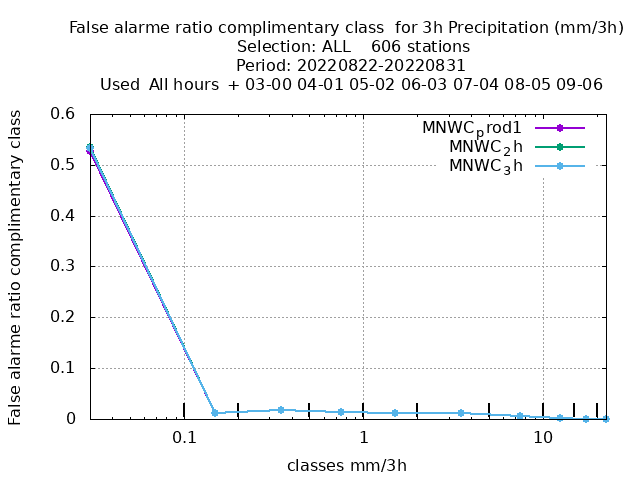 False alarme ratio complimentary class  for 3h Precipitation (mm/3h)
Selection: ALL    606 stations
Period: 20220822-20220831
Used  All hours  + 03-00 04-01 05-02 06-03 07-04 08-05 09-06
False alarme ratio complimentary class
0.6
0.5
0.4
0.3
0.2
0.1
0
MNWCprod1
MNWC2h
MNWC3h
0.1
1
10
classes mm/3h